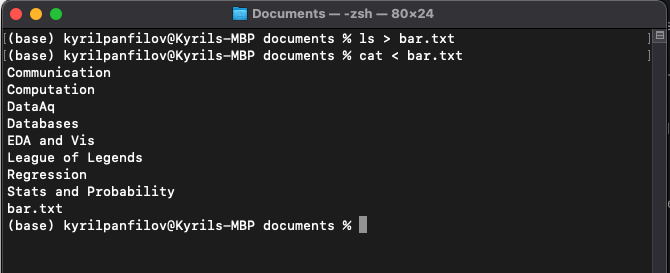 Documents — -zsh — 80×24
[(base) kyrilpanfilov@Kyrils-MBP documents % ls > bar.txt ]
[(base) kyrilpanfilov@Kyrils-MBP documents % cat < bar.txt ]
Communication
Computation
DataAq
Databases
EDA and Vis
League of Legends
Regression
Stats and Probability
bar.txt
(base) kyrilpanfilov@Kyrils-MBP documents %